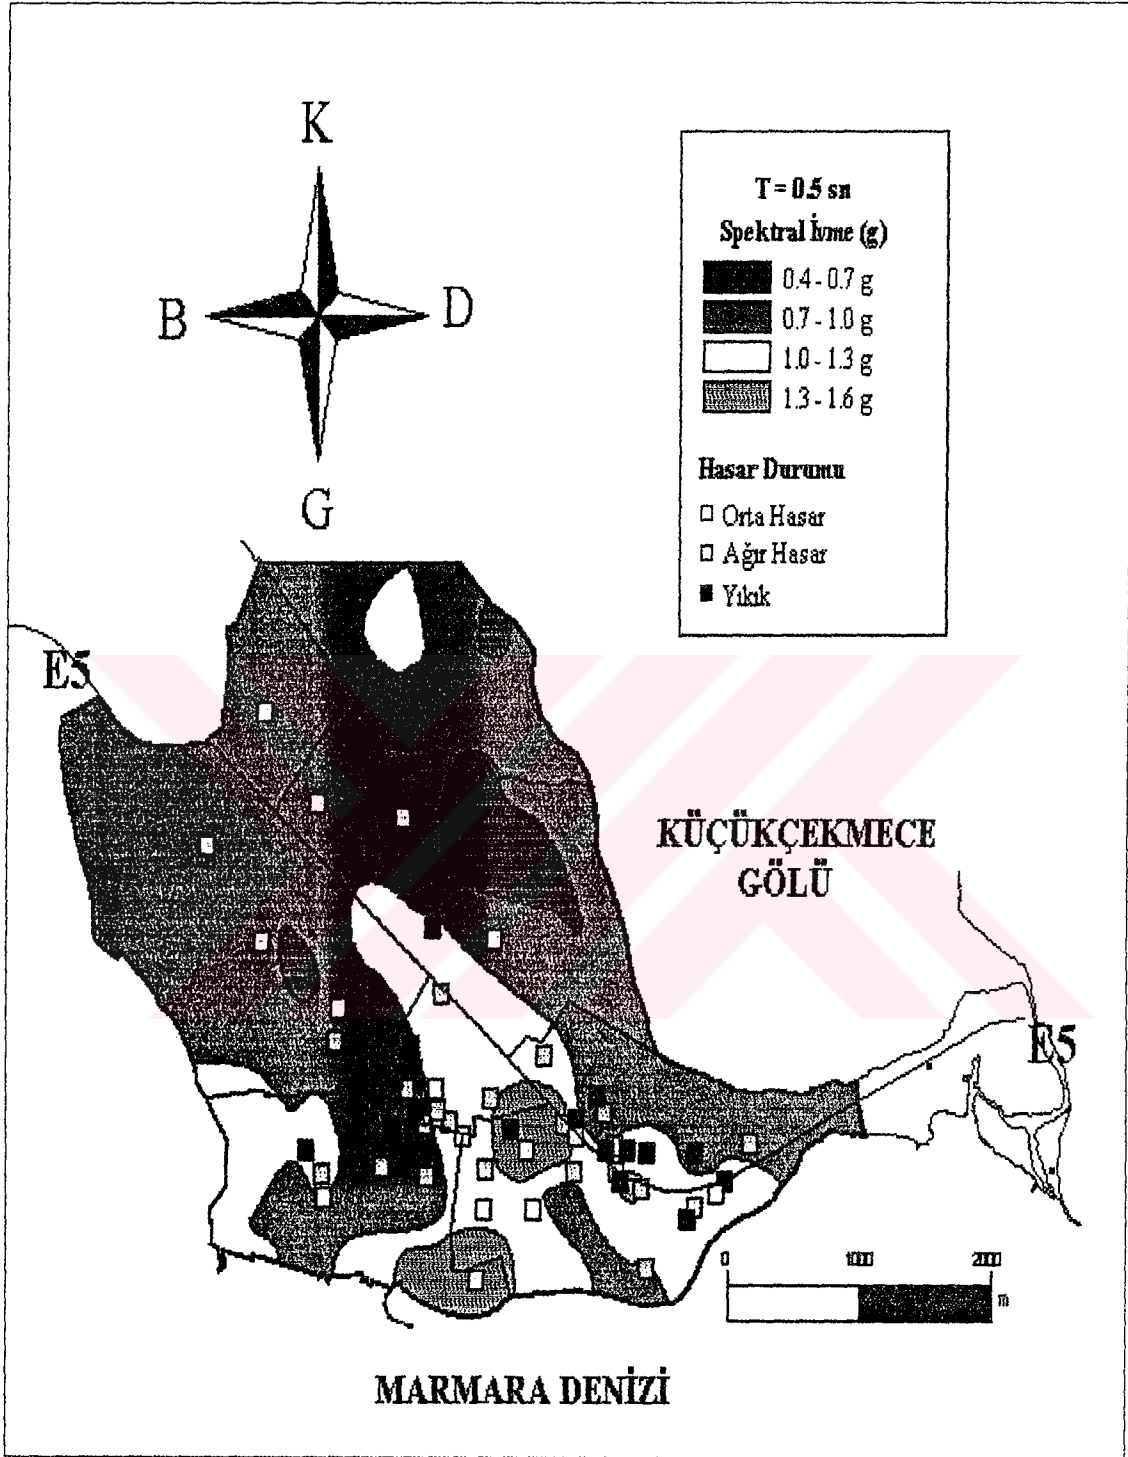 K
B
D
G
T = 0.5 sn
Spektral İvme (g)
0.4 - 0.7 g
0.7 - 1.0 g
1.0 - 1.3 g
1.3 - 1.6 g
Hasar Durumu
Orta Hasar
Ağır Hasar
Yıkık
E5
KÜÇÜKÇEKMECE
GÖLÜ
E5
0 1000 2000
m
MARMARA DENİZİ